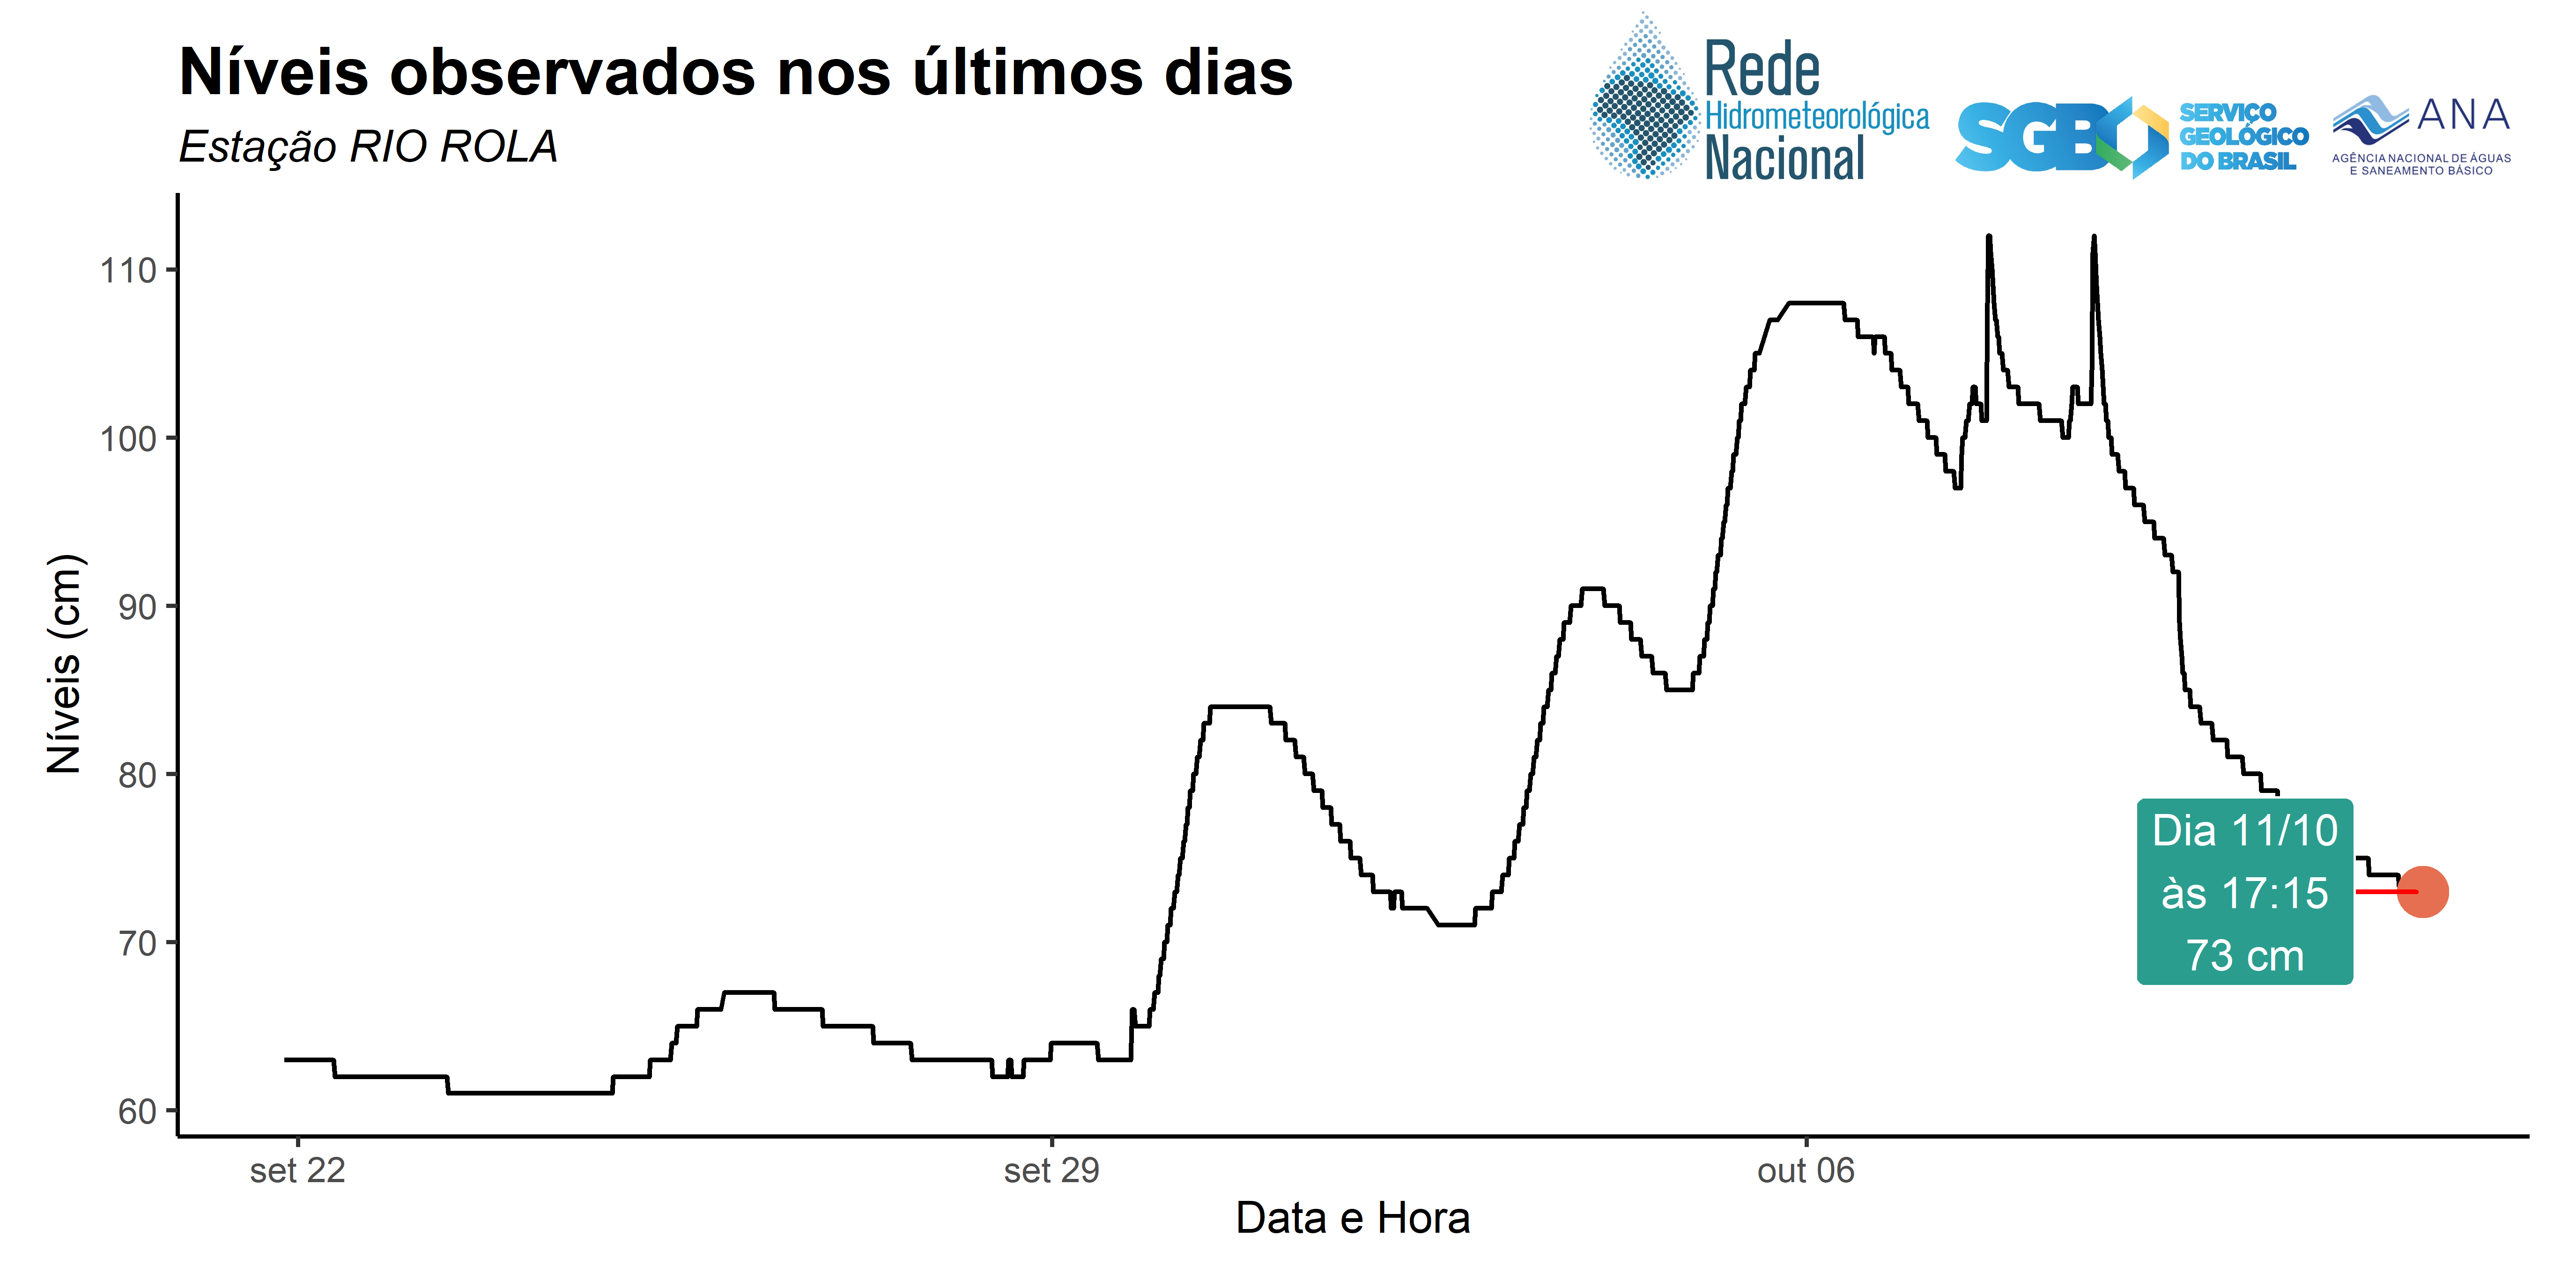 Níveis observados nos últimos dias
Estação RIO ROLA
Rede
Hidrometeorológica
Nacional
SGB
SERVIÇO
GEOLÓGICO
DO BRASIL
ANA
AGÊNCIA NACIONAL DE ÁGUAS
E SANEAMENTO BÁSICO
Níveis (cm)
110
100
90
80
70
60
Dia 11/10
às 17:15
73 cm
set 22
set 29
out 06
Data e Hora